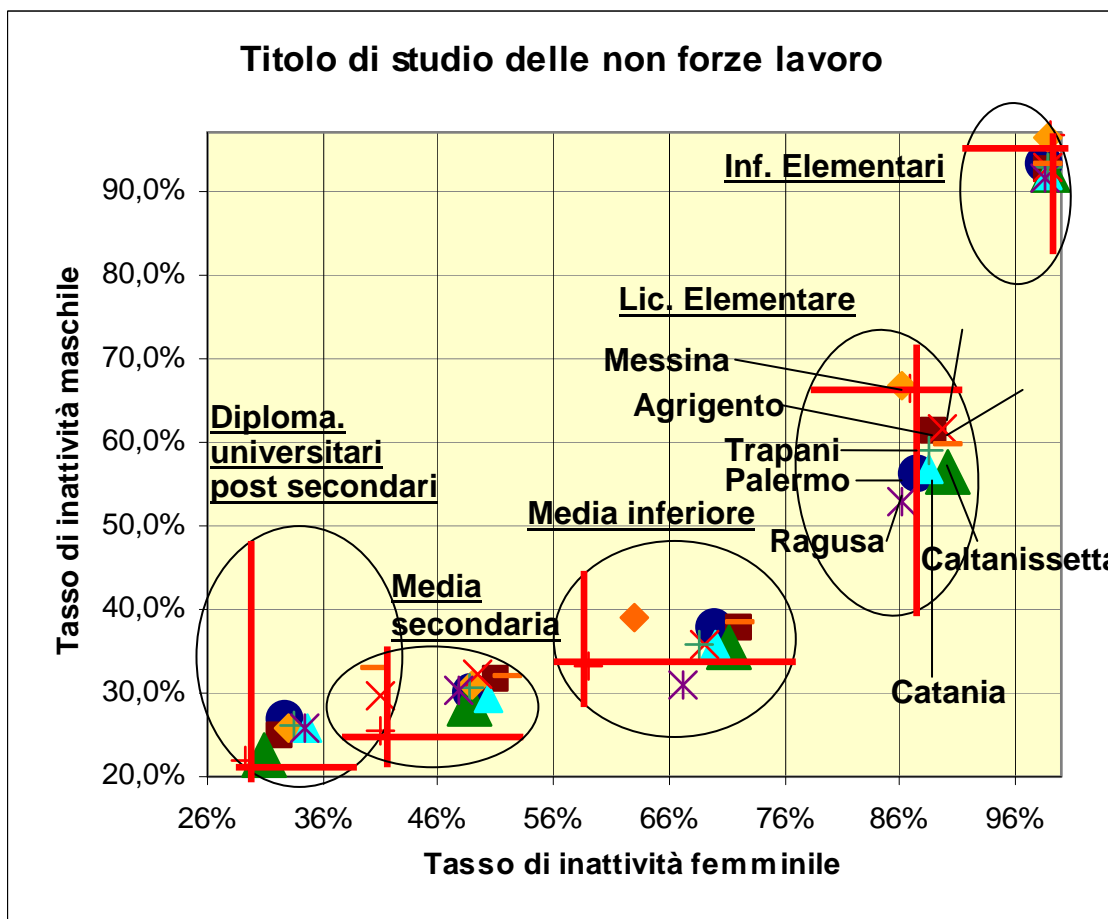 Titolo di studio delle non forze lavoro
Inf. Elementari
90,0%
80,0%
Lic. Elementare
70,0%
Messina
Agrigento
Diploma.
universitari
post secondari
60,0%
Trapani
Palermo
50,0%
Media inferiore
Ragusa
Caltanissetta
Media
secondaria
40,0%
30,0%
Catania
20,0%
26%
36%
46%
56%
66%
76%
86%
96%
Tasso di inattività femminile
Tasso di inattività maschile